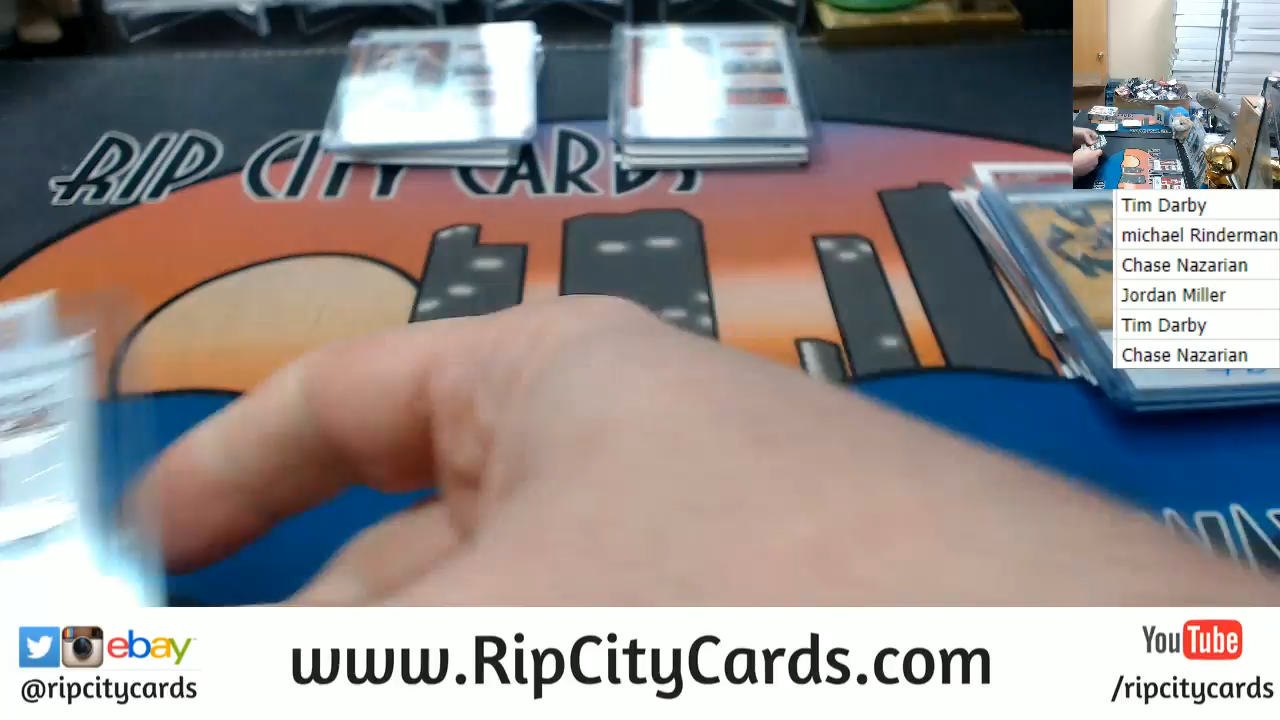 RIP CITY CARDS
Tim Darby
michael Rinderman
Chase Nazarian
Jordan Miller
Tim Darby
Chase Nazarian
ebay
@ripcitycards
www.RipCityCards.com
YouTube
/ripcitycards